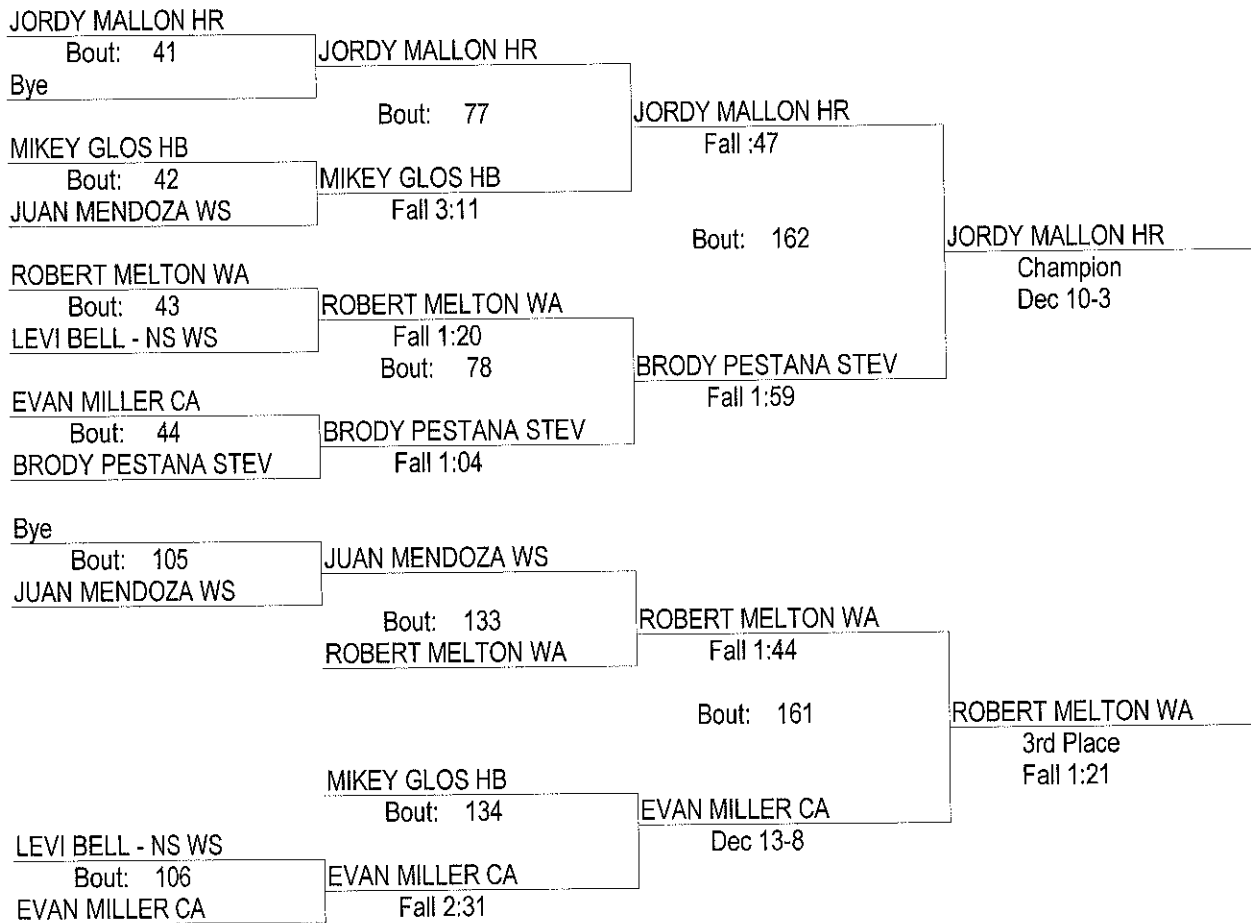 JORDY MALLON HR
Bout: 41
Bye
JORDY MALLON HR
Bout: 77
MIKEY GLOS HB
Bout: 42
JUAN MENDOZA WS
MIKEY GLOS HB
Fall 3:11
JORDY MALLON HR
Fall :47
Bout: 162
ROBERT MELTON WA
Bout: 43
LEVI BELL - NS WS
ROBERT MELTON WA
Fall 1:20
Bout: 78
EVAN MILLER CA
Bout: 44
BRODY PESTANA STEV
BRODY PESTANA STEV
Fall 1:04
BRODY PESTANA STEV
Fall 1:59
JORDY MALLON HR
Champion
Dec 10-3
Bye
Bout: 105
JUAN MENDOZA WS
JUAN MENDOZA WS
Bout: 133
ROBERT MELTON WA
ROBERT MELTON WA
Fall 1:44
Bout: 161
MIKEY GLOS HB
Bout: 134
LEVI BELL - NS WS
Bout: 106
EVAN MILLER CA
EVAN MILLER CA
Fall 2:31
EVAN MILLER CA
Dec 13-8
ROBERT MELTON WA
3rd Place
Fall 1:21